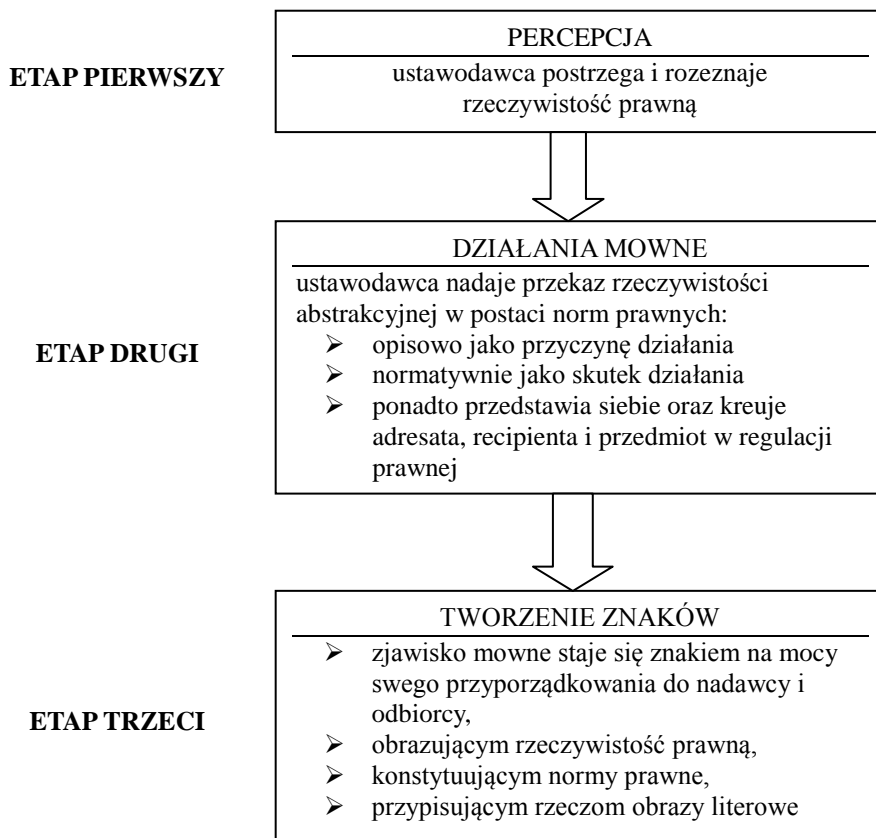 ETAP PIERWSZY
PERCEPCJA
ustawodawca postrzega i rozeznaje
rzeczywistość prawną
ETAP DRUGI
DZIAŁANIA MOWNE
ustawodawca nadaje przekaz rzeczywistości
abstrakcyjnej w postaci norm prawnych:
➢ opisowo jako przyczynę działania
➢ normatywnie jako skutek działania
➢ ponadto przedstawia siebie oraz kreuje
adresata, recipienta i przedmiot w regulacji
prawnej
ETAP TRZECI
TWORZENIE ZNAKÓW
➢ zjawisko mowne staje się znakiem na mocy
swego przyporządkowania do nadawcy i
odbiorcy,
➢ obrazującym rzeczywistość prawną,
➢ konstytuującym normy prawne,
➢ przypisującym rzeczom obrazy literowe